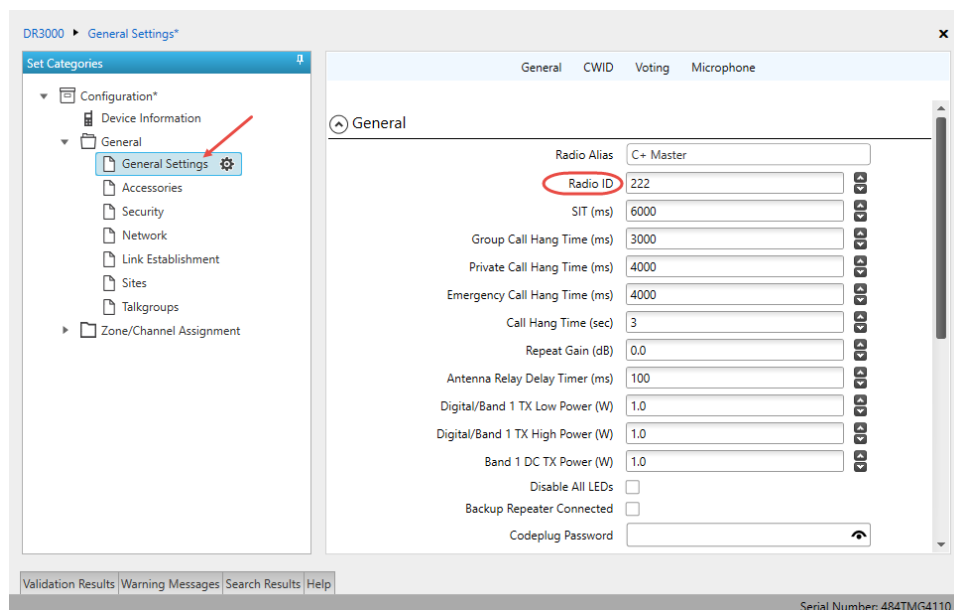 DR3000 ▸ General Settings*
x
Set Categories
General CWID Voting Microphone
Configuration*
Device Information
General
General Settings
Accessories
Security
Network
Link Establishment
Sites
Talkgroups
Zone/Channel Assignment
General
Radio Alias C+ Master
Radio ID 222
SIT (ms) 6000
Group Call Hang Time (ms) 3000
Private Call Hang Time (ms) 4000
Emergency Call Hang Time (ms) 4000
Call Hang Time (sec) 3
Repeat Gain (dB) 0.0
Antenna Relay Delay Timer (ms) 100
Digital/Band 1 TX Low Power (W) 1.0
Digital/Band 1 TX High Power (W) 1.0
Band 1 DC TX Power (W) 1.0
Disable All LEDs
Backup Repeater Connected
Codeplug Password
Validation Results Warning Messages Search Results Help
Serial Number: 484TMG4110